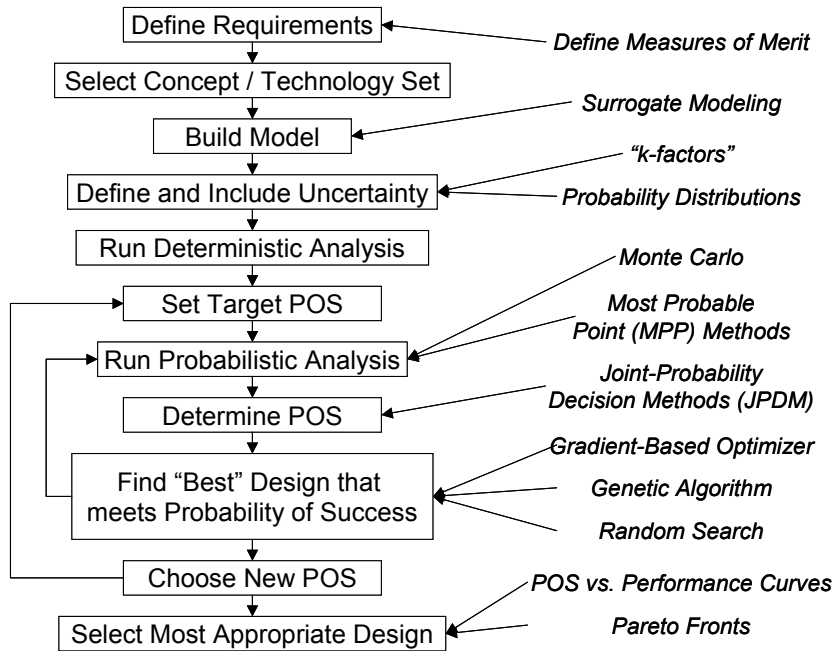 Define Requirements
Define Measures of Merit
Select Concept / Technology Set
Surrogate Modeling
Build Model
“k-factors”
Define and Include Uncertainty
Probability Distributions
Run Deterministic Analysis
Monte Carlo
Set Target POS
Most Probable
Point (MPP) Methods
Run Probabilistic Analysis
Joint-Probability
Decision Methods (JPDM)
Determine POS
Gradient-Based Optimizer
Find “Best” Design that
meets Probability of Success
Genetic Algorithm
Random Search
Choose New POS
POS vs. Performance Curves
Select Most Appropriate Design
Pareto Fronts